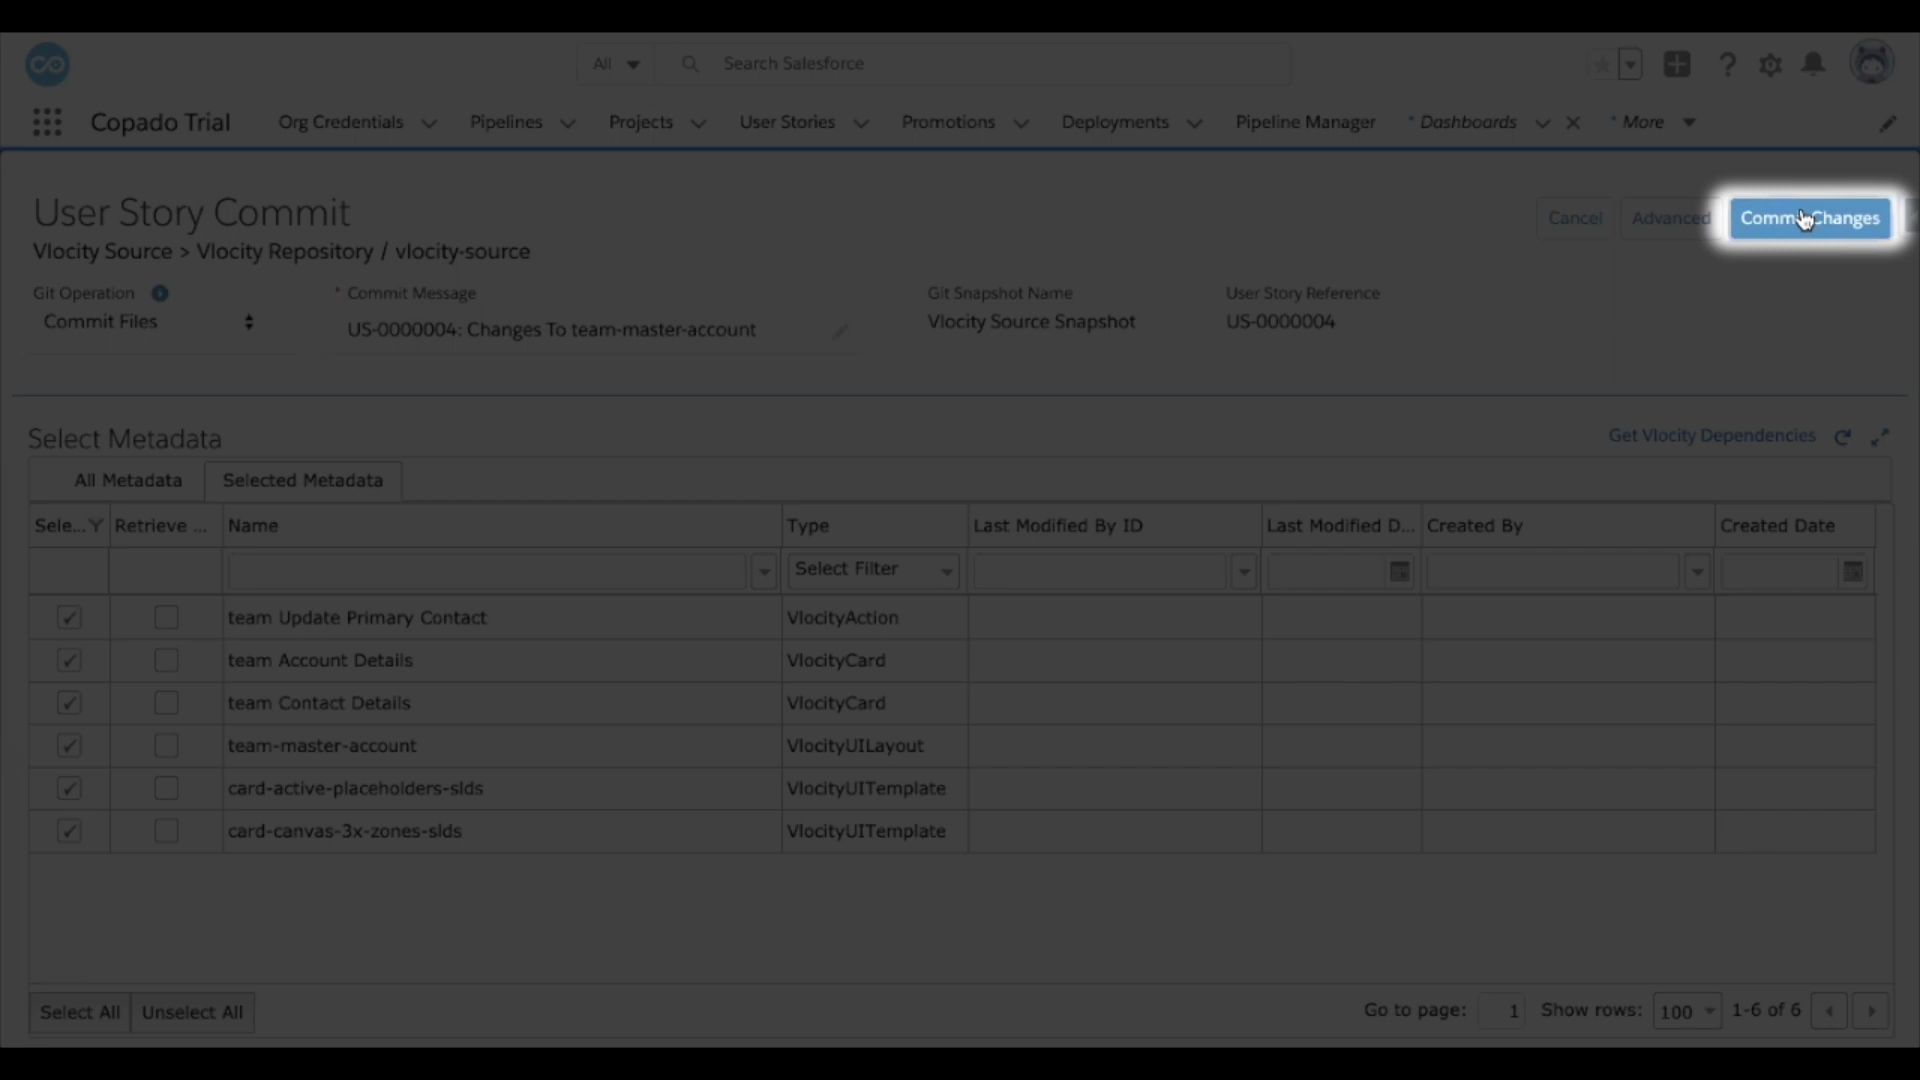 All
Search Salesforce
Copado Trial
Org Credentials
Pipelines
Projects
User Stories
Promotions
Deployments
Pipeline Manager
* Dashboards
* More
User Story Commit
Vlocity Source > Vlocity Repository / vlocity-source
Cancel
Advanced
Commit Changes
Git Operation
* Commit Message
Git Snapshot Name
User Story Reference
Commit Files
US-0000004: Changes To team-master-account
Vlocity Source Snapshot
US-0000004
Select Metadata
Get Vlocity Dependencies
All Metadata
Selected Metadata
Sele...
Retrieve ...
Name
Type
Last Modified By ID
Last Modified D...
Created By
Created Date
Select Filter
team Update Primary Contact
VlocityAction
team Account Details
VlocityCard
team Contact Details
VlocityCard
team-master-account
VlocityUILayout
card-active-placeholders-slds
VlocityUITemplate
card-canvas-3x-zones-slds
VlocityUITemplate
Select All
Unselect All
Go to page: 1
Show rows: 100
1-6 of 6